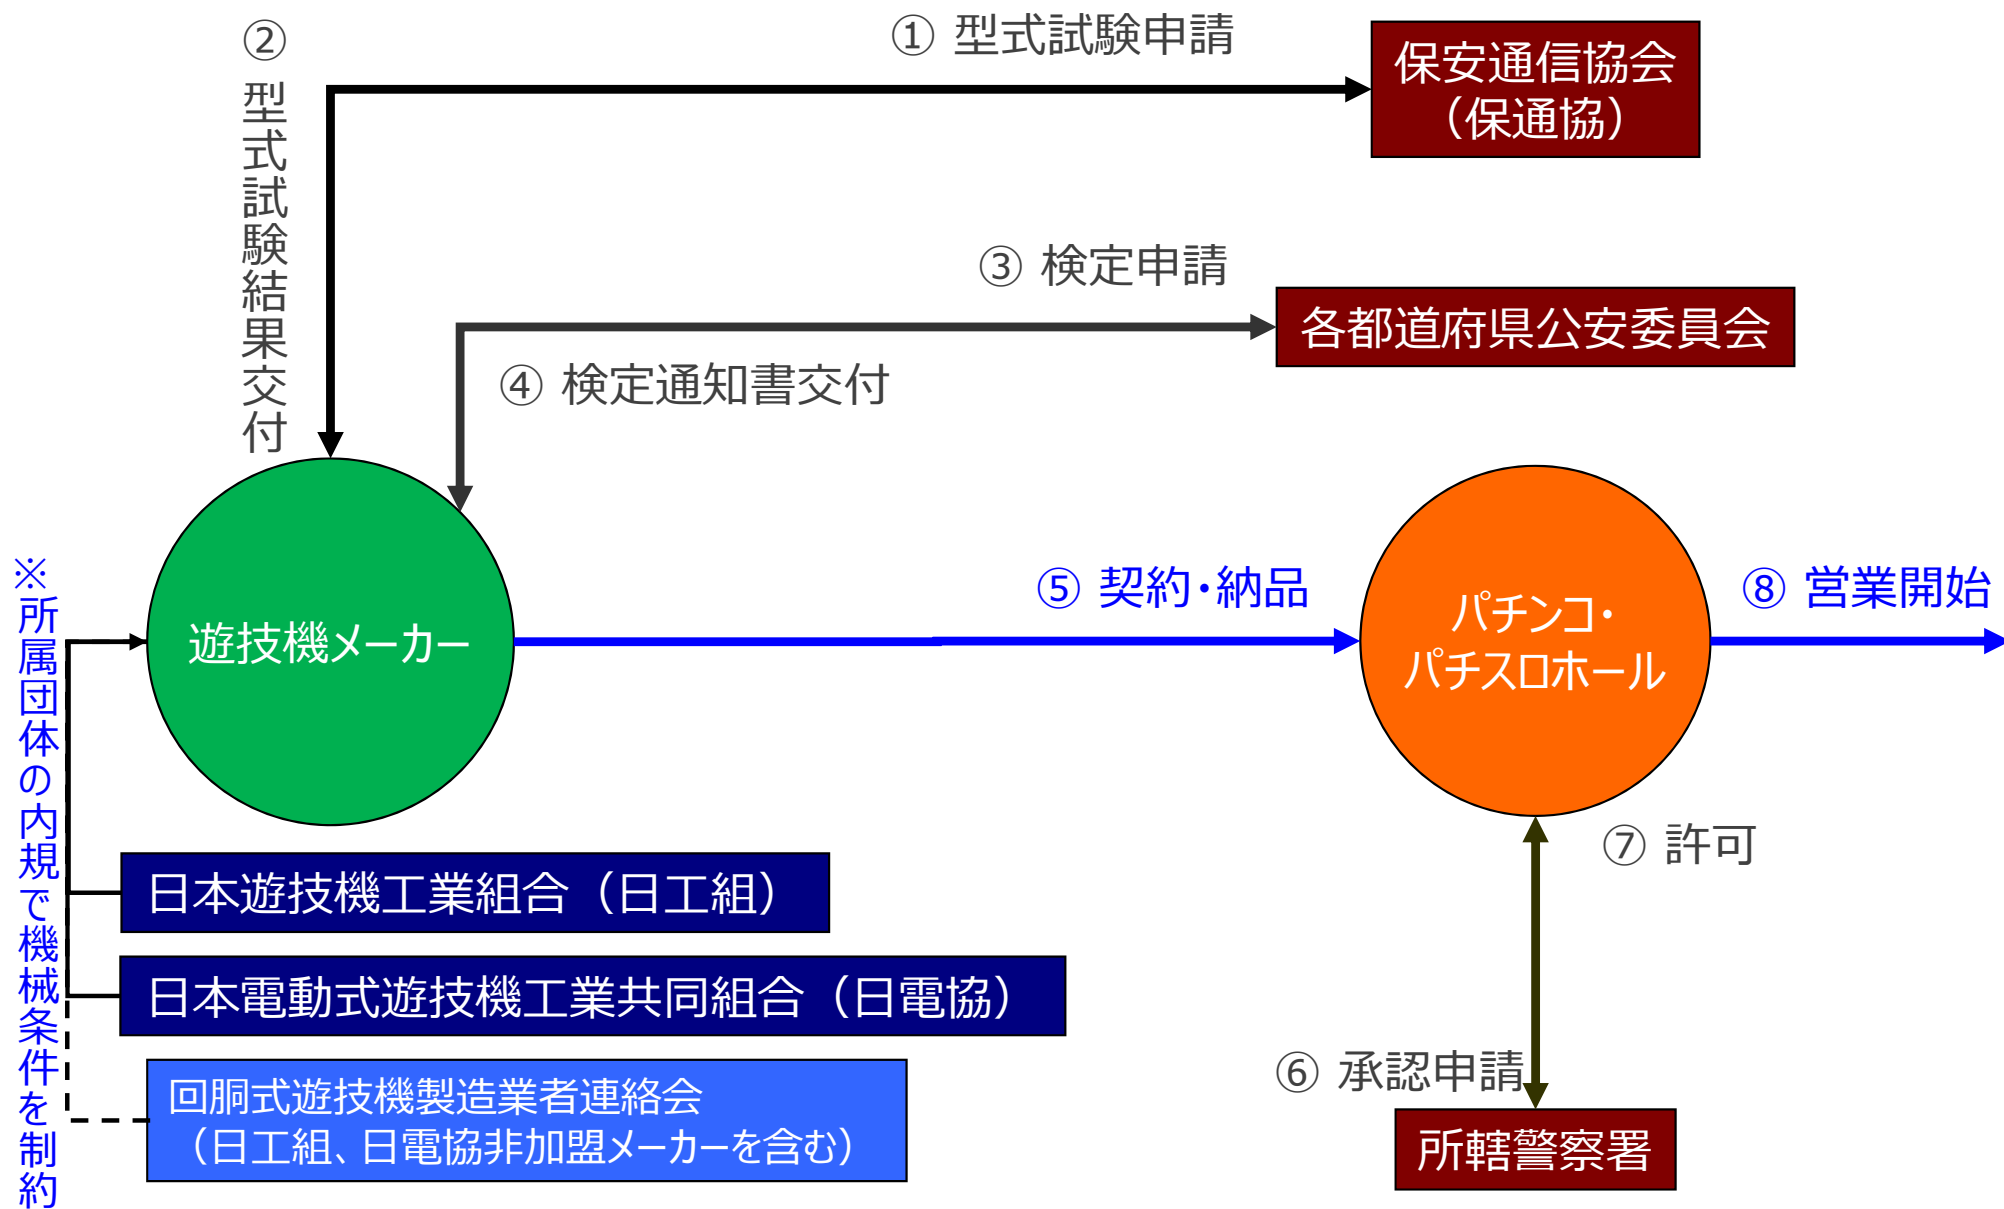 ① 型式試験申請
保安通信協会
（保通協）
② 型式試験結果交付
③ 検定申請
各都道府県公安委員会
④ 検定通知書交付
遊技機メーカー
⑤ 契約・納品
パチンコ・
パチスロホール
⑧ 営業開始
※所属団体の内規で機械条件を制約
⑦ 許可
日本遊技機工業組合（日工組）
日本電動式遊技機工業共同組合（日電協）
回胴式遊技機製造業者連絡会
（日工組、日電協非加盟メーカーを含む）
⑥ 承認申請
所轄警察署